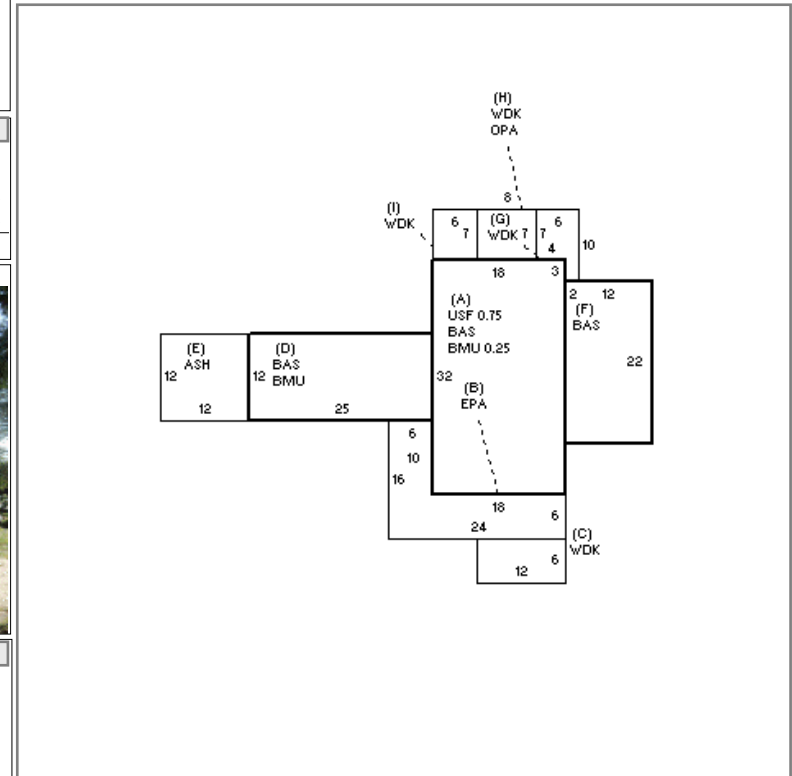 (H)
WDK
OPA
8
(I)
WDK
6
7
(G)
WDK
7
7
6
4
10
18
3
(A)
USF 0.75
BAS
BMU 0.25
2
12
(F)
BAS
22
(E)
ASH
12
12
(D)
BAS
BMU
12
25
32
(B)
EPA
6
10
16
18
6
24
(C)
WDK
6
12